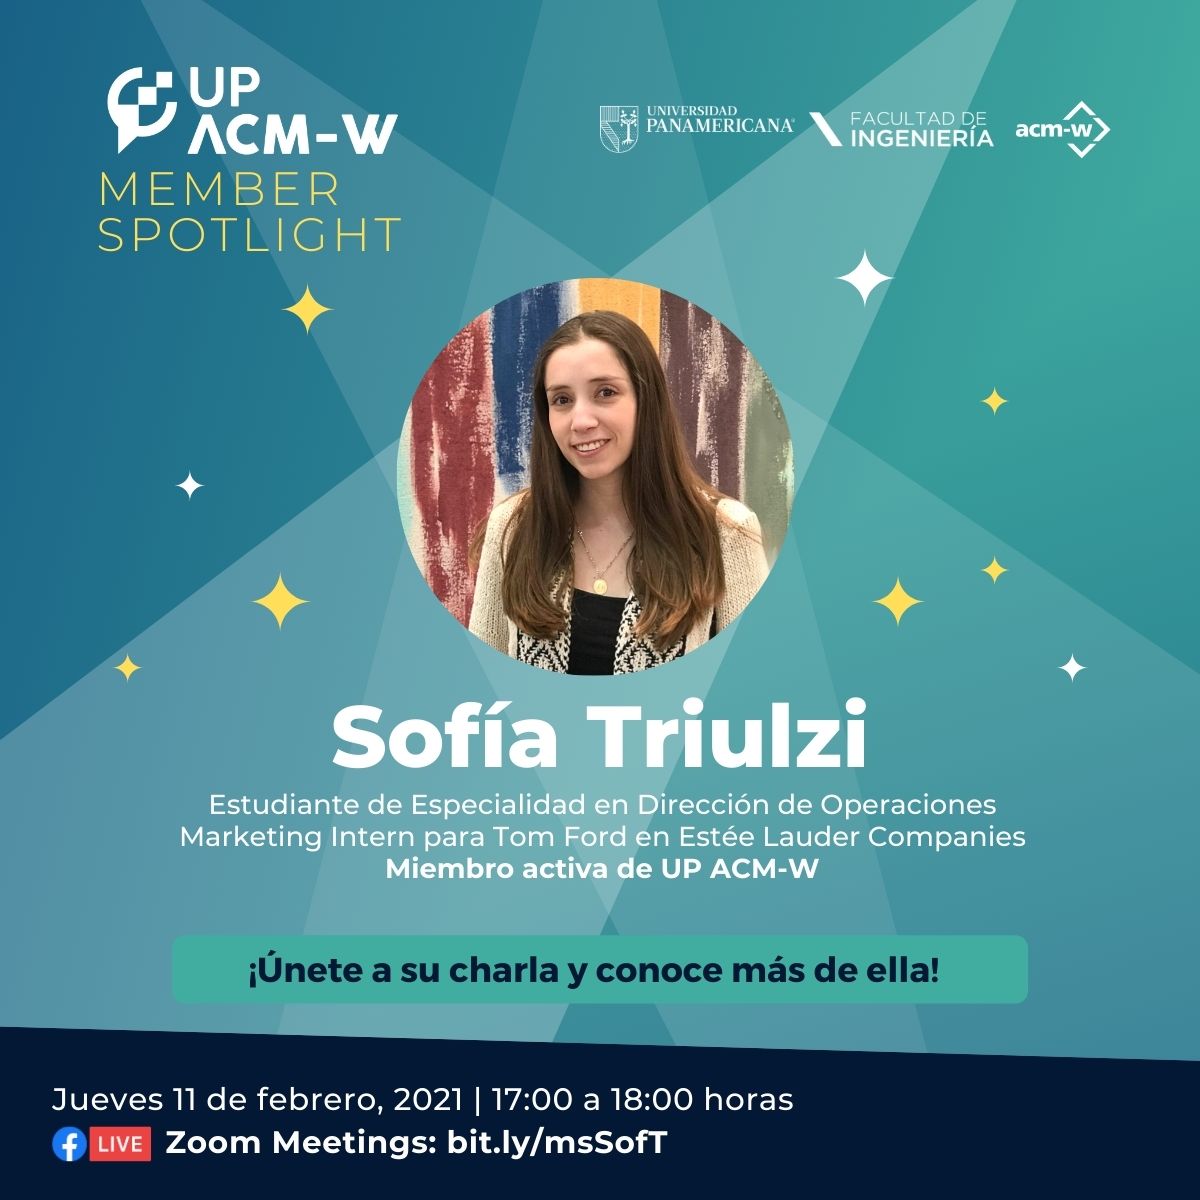 UP
ACM-W
MEMBER
SPOTLIGHT
UNIVERSIDAD
PANAMERICANA®
FACULTAD DE
INGENIERÍA
acm-w
Sofía Triulzi
Estudiante de Especialidad en Dirección de Operaciones
Marketing Intern para Tom Ford en Estée Lauder Companies
Miembro activa de UP ACM-W
¡Únete a su charla y conoce más de ella!
Jueves 11 de febrero, 2021 | 17:00 a 18:00 horas
f LIVE Zoom Meetings: bit.ly/msSofT